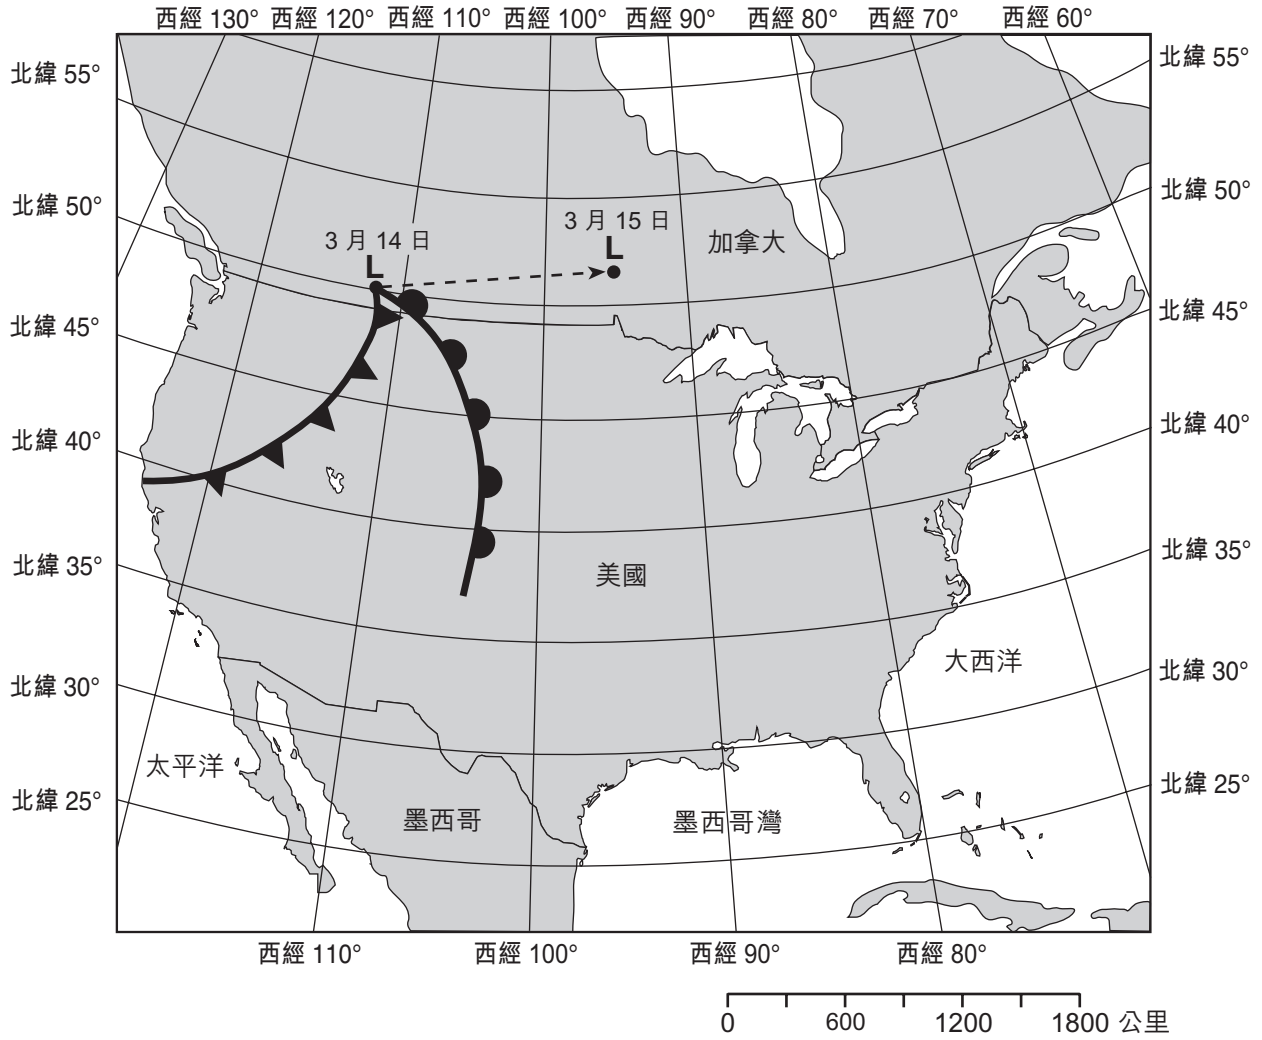 西經 130° 西經 120° 西經 110° 西經 100° 西經 90° 西經 80° 西經 70° 西經 60°
北緯 55° 北緯 55°
北緯 50° 北緯 50°
3 月 14 日 3 月 15 日 加拿大
L L
北緯 45° 北緯 45°
北緯 40° 北緯 40°
北緯 35° 北緯 35°
美國
大西洋
北緯 30° 北緯 30°
太平洋
北緯 25° 北緯 25°
墨西哥 墨西哥灣
西經 110° 西經 100° 西經 90° 西經 80°
0 600 1200 1800 公里